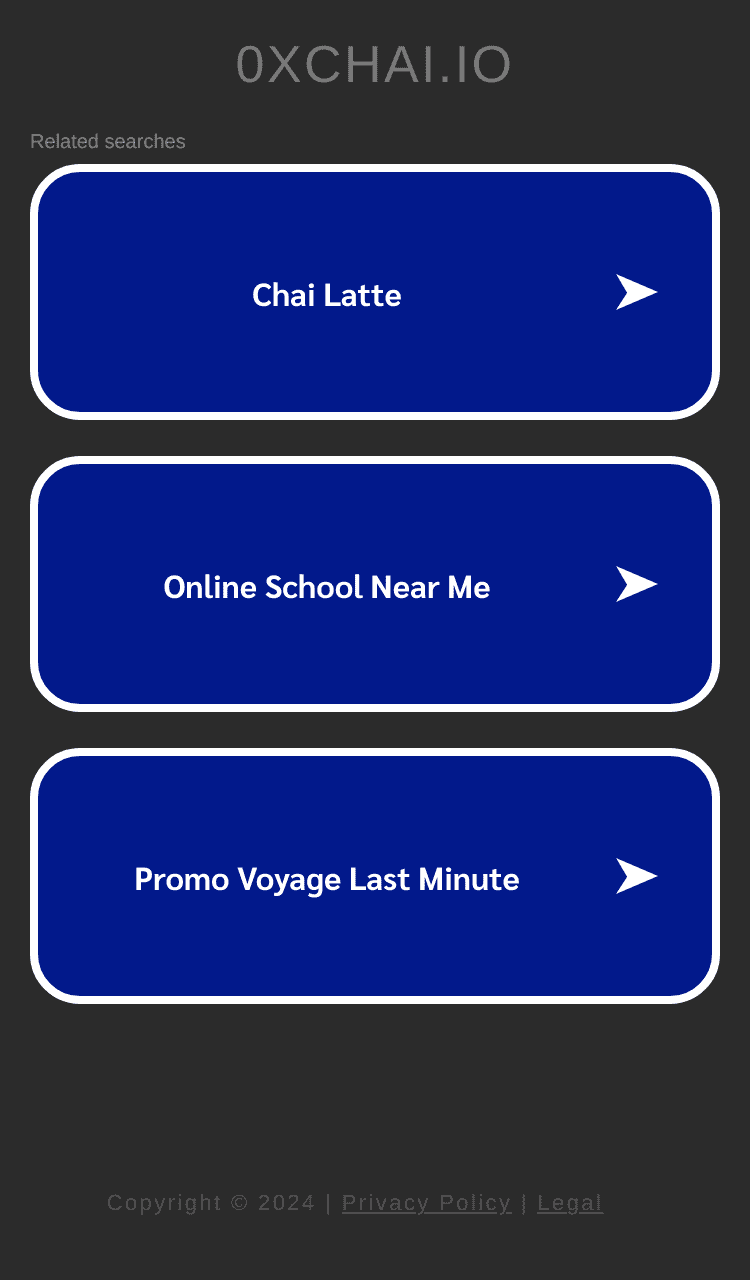 0XCHAI.IO
Related searches
Chai Latte
Online School Near Me
Promo Voyage Last Minute
Copyright © 2024 | Privacy Policy | Legal